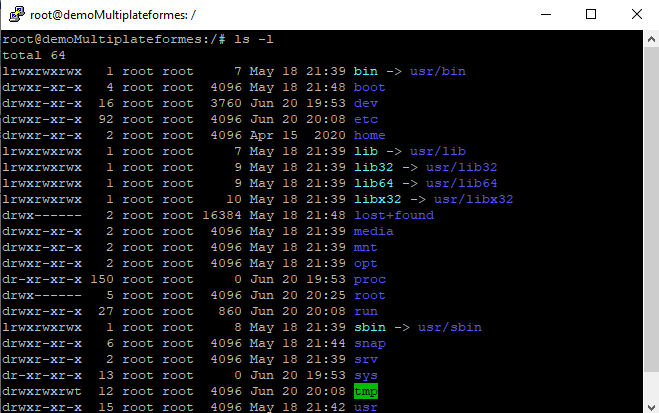 root@demoMultiplateformes: /
root@demoMultiplateformes:/# ls -l
total 64
lrwxrwxrwx   1 root root     7 May 18 21:39 bin -> usr/bin
drwxr-xr-x   4 root root  4096 May 18 21:48 boot
drwxr-xr-x  16 root root  3760 Jun 20 19:53 dev
drwxr-xr-x  92 root root  4096 Jun 20 20:08 etc
drwxr-xr-x   2 root root  4096 Apr 15  2020 home
lrwxrwxrwx   1 root root     7 May 18 21:39 lib -> usr/lib
lrwxrwxrwx   1 root root     9 May 18 21:39 lib32 -> usr/lib32
lrwxrwxrwx   1 root root     9 May 18 21:39 lib64 -> usr/lib64
lrwxrwxrwx   1 root root    10 May 18 21:39 libx32 -> usr/libx32
drwx------   2 root root 16384 May 18 21:48 lost+found
drwxr-xr-x   2 root root  4096 May 18 21:39 media
drwxr-xr-x   2 root root  4096 May 18 21:39 mnt
drwxr-xr-x   2 root root  4096 May 18 21:39 opt
dr-xr-xr-x 150 root root     0 Jun 20 19:53 proc
drwx------   5 root root  4096 Jun 20 20:25 root
drwxr-xr-x  27 root root   860 Jun 20 20:08 run
lrwxrwxrwx   1 root root     8 May 18 21:39 sbin -> usr/sbin
drwxr-xr-x   6 root root  4096 May 18 21:44 snap
drwxr-xr-x   2 root root  4096 May 18 21:39 srv
dr-xr-xr-x  13 root root     0 Jun 20 19:53 sys
drwxrwxrwt  12 root root  4096 Jun 20 20:08 tmp
drwxr-xr-x  15 root root  4096 May 18 21:42 usr